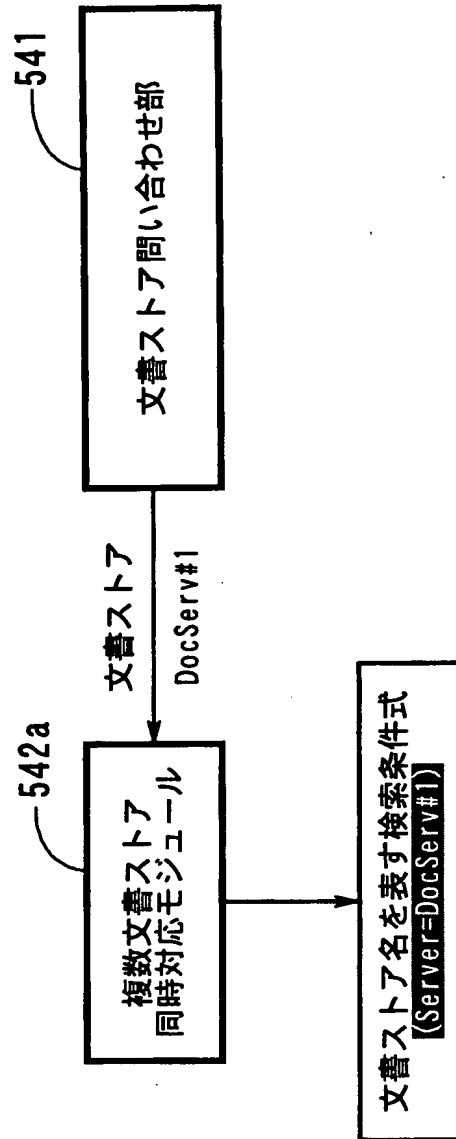 541
文書ストア問い合わせ部
文書ストア
DocServ#1
542a
複数文書ストア
同時対応モジュール
文書ストア名を表す検索条件式
(Server=DocServ#1)